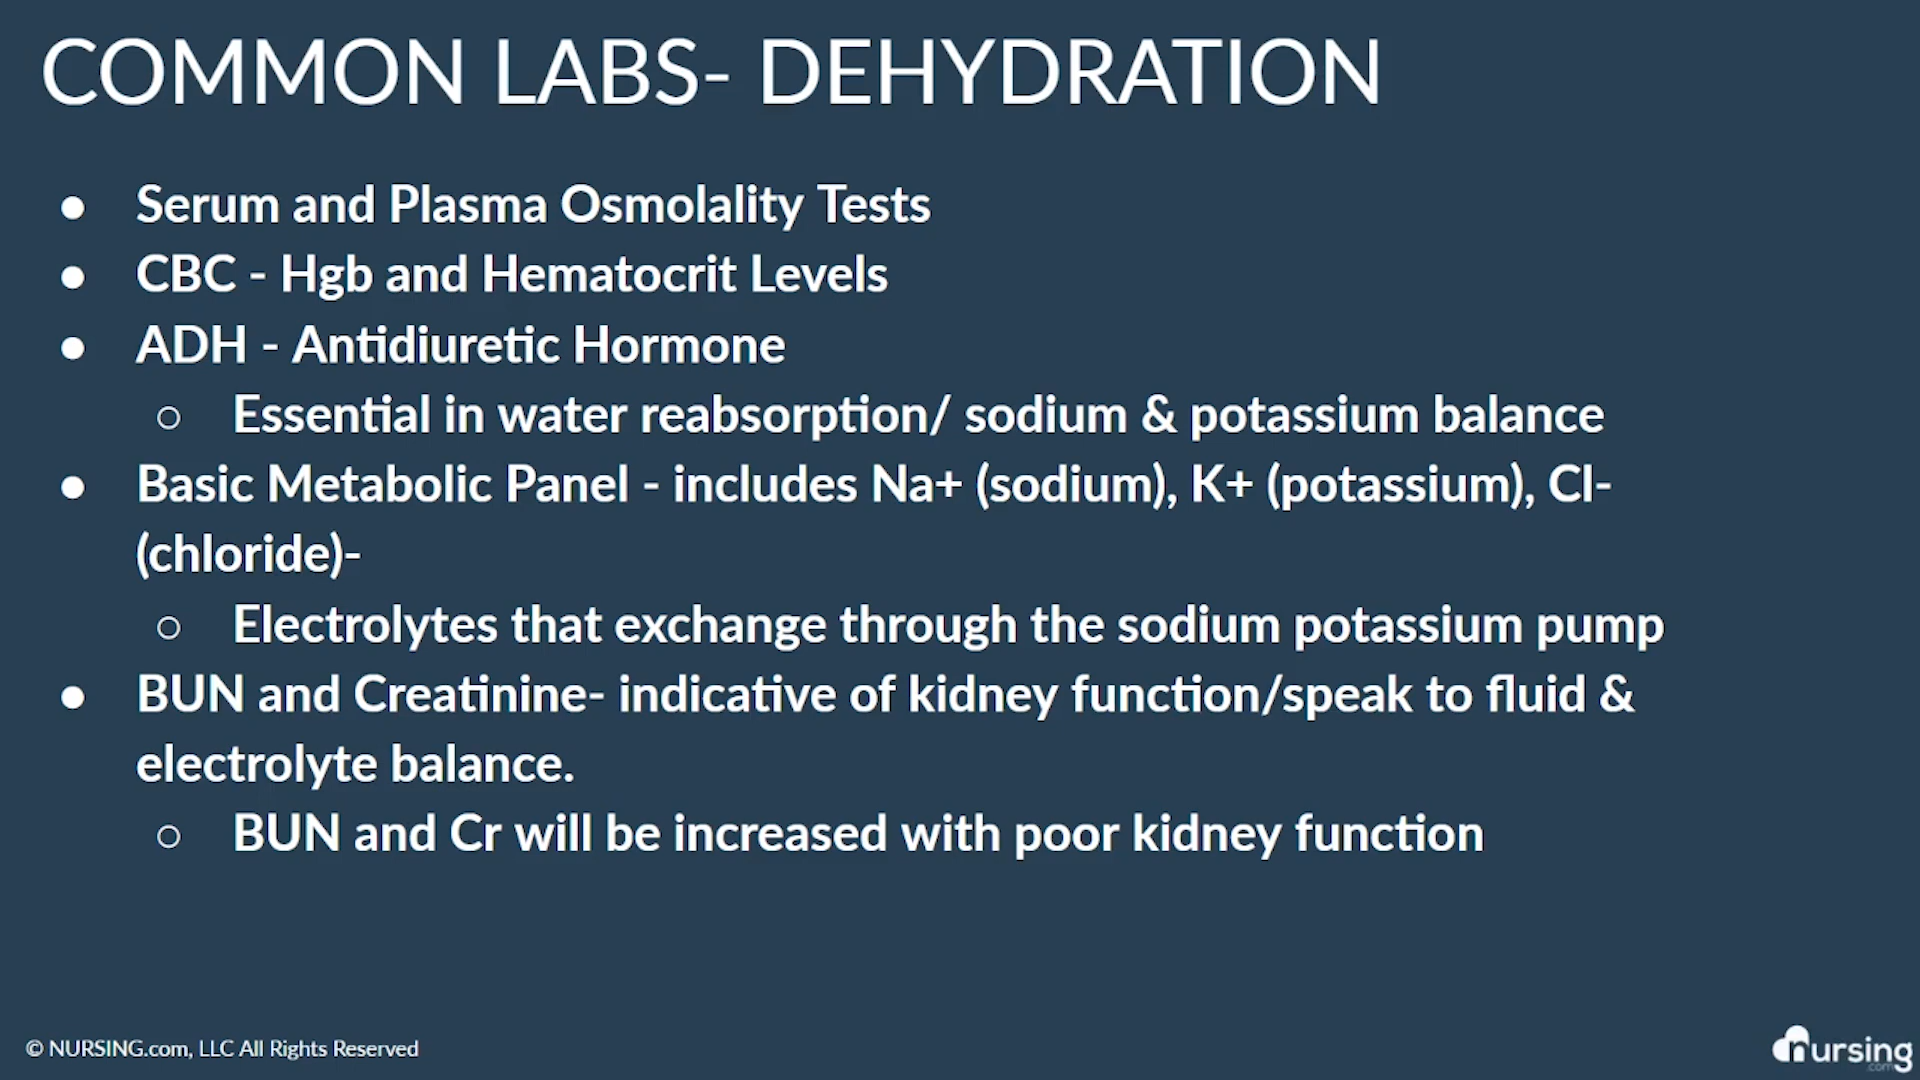 COMMON LABS- DEHYDRATION
● Serum and Plasma Osmolality Tests
● CBC - Hgb and Hematocrit Levels
● ADH - Antidiuretic Hormone
○ Essential in water reabsorption/ sodium & potassium balance
● Basic Metabolic Panel - includes Na+ (sodium), K+ (potassium), Cl-
(chloride)-
○ Electrolytes that exchange through the sodium potassium pump
● BUN and Creatinine- indicative of kidney function/speak to fluid &
electrolyte balance.
○ BUN and Cr will be increased with poor kidney function
© NURSING.com, LLC All Rights Reserved
nursing
.com